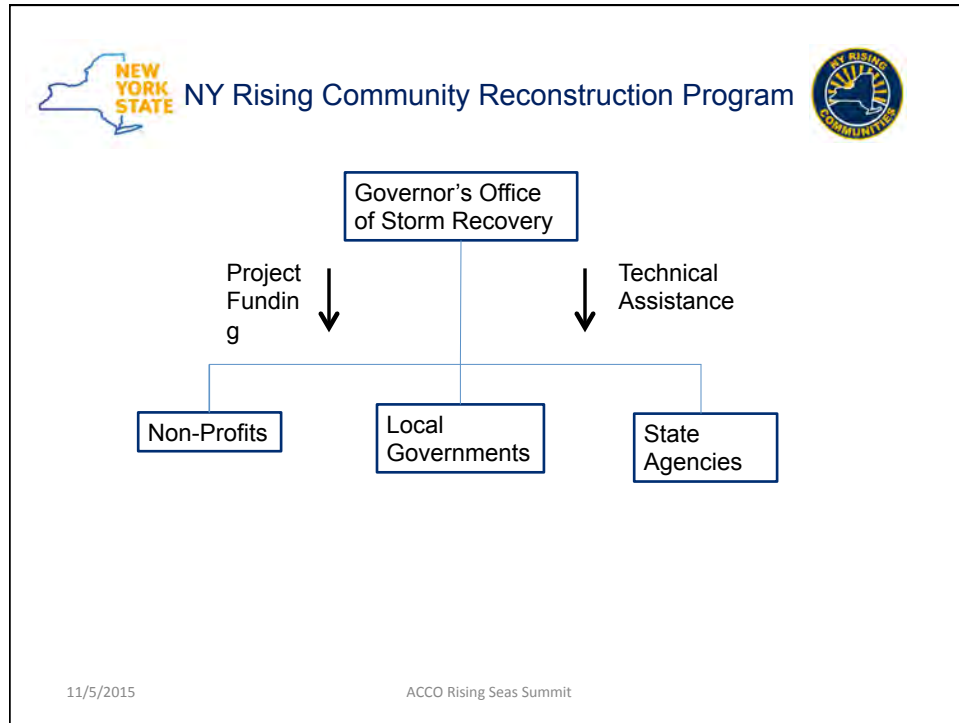 NEW
YORK
STATE
NY Rising Community Reconstruction Program
NY RISING
COMMUNITIES
Governor's Office
of Storm Recovery
Project
Fundin
g
Technical
Assistance
Non-Profits
Local
Governments
State
Agencies
11/5/2015
ACCO Rising Seas Summit